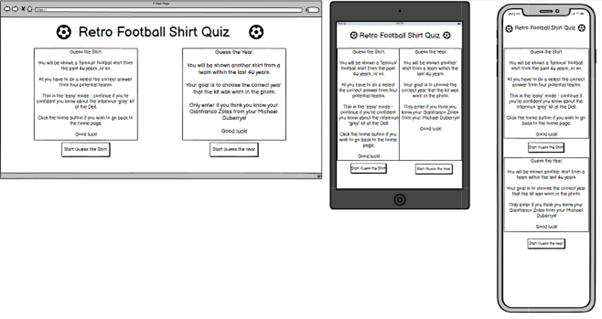 Retro Football Shirt Quiz
Guess the Shirt.
You will be shown a 'famous' football shirt from
the past
All you have to do is select the correct answer
from four potential teams.
This is the 'easy' mode - continue if you're
confident you know about the infamous 'grey' kit
of the Dell.
Click the home button if you wish to go back to
the home page.
Good luck!
Start Guess the Shirt
Guess the Year.
You will be shown another shirt from a
team within the last 40 years.
Your goal is to choose the correct year
that the kit was worn in the photo.
Only enter if you think you know your
Gianfranco Zolas from your Michael
Duberrys!
Good luck!
Start Guess the Year
Retro Football Shirt Quiz
Guess the Shirt.
You will be shown a 'famous'
football shirt from the past
All you have to do is select the
correct answer from four
potential teams.
This is the 'easy' mode -
continue if you're confident
you know about the infamous
'grey' kit of the Dell.
Click the home button if you
wish to go back to the home
page.
Good luck!
Start Guess the Shirt
Guess the Year.
You will be shown another shirt
from a team within the last 40
years.
Your goal is to choose the
correct year that the kit was
worn in the photo.
Only enter if you think you
know your Gianfranco Zolas
from your Michael Duberrys!
Good luck!
Start Guess the Year
Retro Football Shirt Quiz
Guess the Shirt.
You will be shown a 'famous'
football shirt from the past
All you have to do is select the
correct answer from four potential
teams.
This is the 'easy' mode - continue if
you're confident you know about the
infamous 'grey' kit of the Dell.
Click the home button if you wish to
go back to the home page.
Good luck!
Start Guess the Shirt
Guess the Year.
You will be shown another shirt from
a team within the last 40 years.
Your goal is to choose the correct year
that the kit was worn in the photo.
Only enter if you think you know your
Gianfranco Zolas from your Michael
Duberrys!
Good luck!
Start Guess the Year